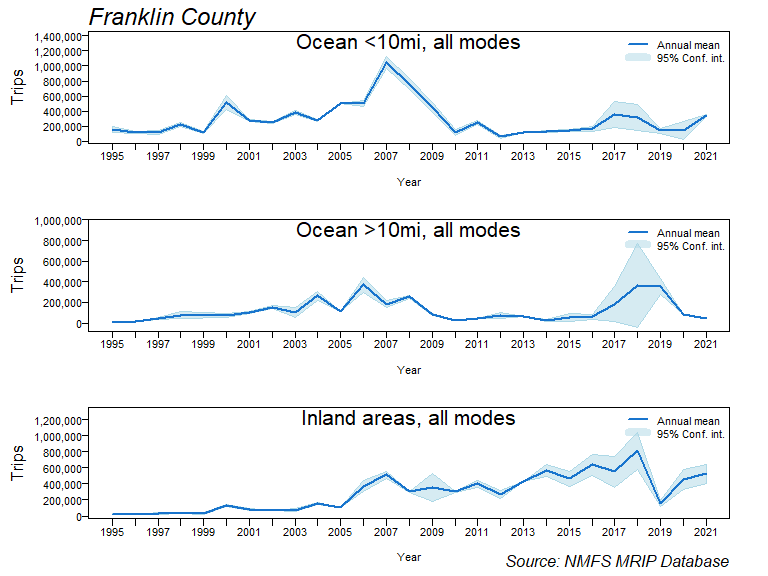 Franklin County
Ocean <10mi, all modes
Annual mean
95% Conf. int.
Trips
1,400,000
1,200,000
1,000,000
800,000
600,000
400,000
200,000
0
1995 1997 1999 2001 2003 2005 2007 2009 2011 2013 2015 2017 2019 2021
Year
Ocean >10mi, all modes
Annual mean
95% Conf. int.
Trips
1,000,000
800,000
600,000
400,000
200,000
0
1995 1997 1999 2001 2003 2005 2007 2009 2011 2013 2015 2017 2019 2021
Year
Inland areas, all modes
Annual mean
95% Conf. int.
Trips
1,200,000
1,000,000
800,000
600,000
400,000
200,000
0
1995 1997 1999 2001 2003 2005 2007 2009 2011 2013 2015 2017 2019 2021
Year
Source: NMFS MRIP Database